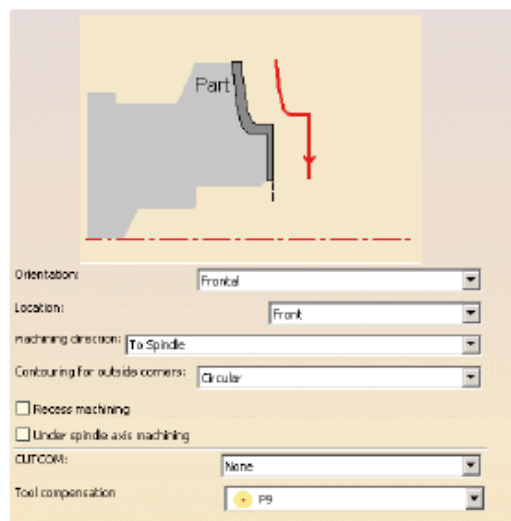 Part
Orientation: Frontal
Location: Front
Machining direction: To Spindle
Contouring for outside corners: Circular
Recess machining
Under spindle axis machining
CUTCOM: None
Tool compensation P9